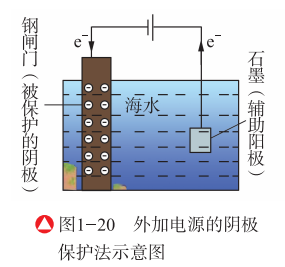 钢闸门（被保护的阴极）
e⁻
e⁻
海水
石墨（辅助阳极）
图1-20 外加电源的阴极
保护法示意图